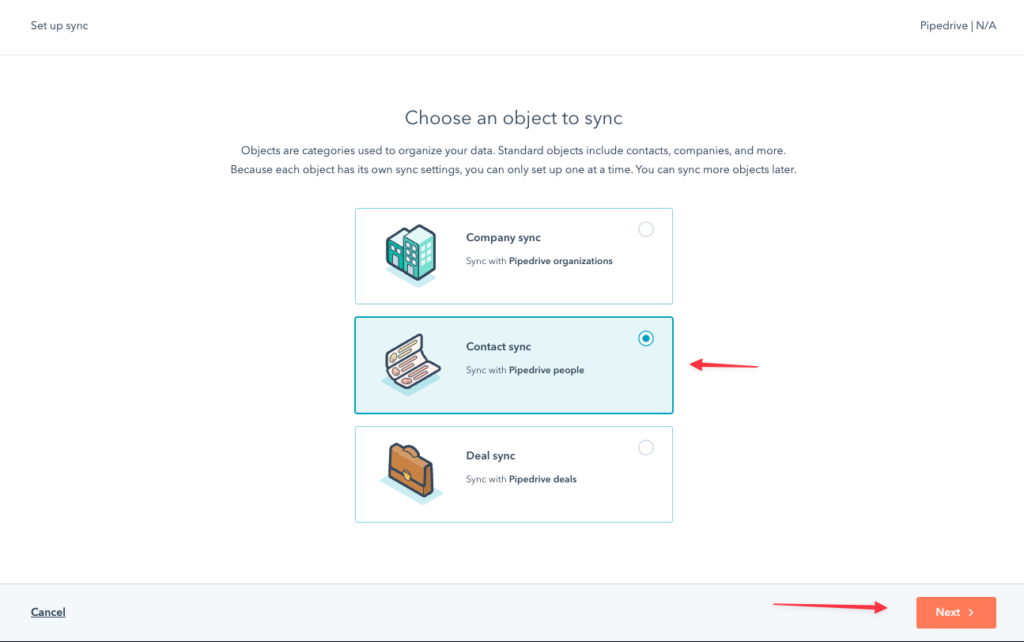 Set up sync
Pipedrive | N/A
Choose an object to sync
Objects are categories used to organize your data. Standard objects include contacts, companies, and more.
Because each object has its own sync settings, you can only set up one at a time. You can sync more objects later.
Company sync
Sync with Pipedrive organizations
Contact sync
Sync with Pipedrive people
Deal sync
Sync with Pipedrive deals
Cancel
Next